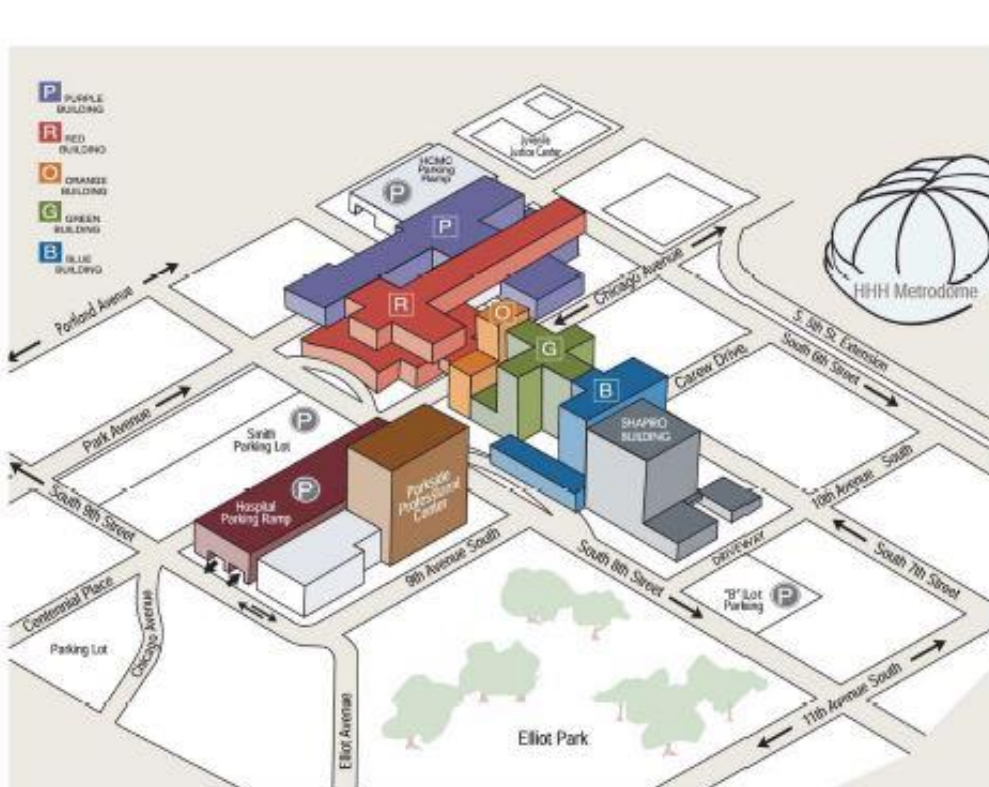 P PURPLE
BUILDING
R RED
BUILDING
O ORANGE
BUILDING
G GREEN
BUILDING
B BLUE
BUILDING
Juvenile
Justice Center
HCMC
Parking
Ramp
P
P
R
O
G
B
SHAPIRO
BUILDING
HHH Metrodome
Portland Avenue
Chicago Avenue
S. 5th St. Extension
South 6th Street
Carew Drive
Park Avenue
P
Smith
Parking Lot
P
Hospital
Parking Ramp
Parkside
Professional
Center
South 9th Street
10th Avenue South
South 7th Street
DRIVEWAY
9th Avenue South
South 8th Street
"B" Lot
Parking
P
Centennial Place
Parking Lot
Chicago Avenue
Elliot Avenue
Elliot Park
11th Avenue South